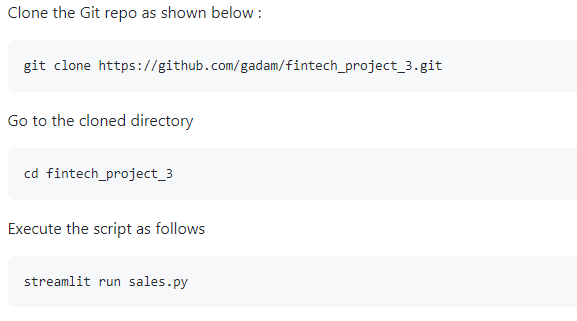 Clone the Git repo as shown below :
git clone https://github.com/gadam/fintech_project_3.git
Go to the cloned directory
cd fintech_project_3
Execute the script as follows
streamlit run sales.py